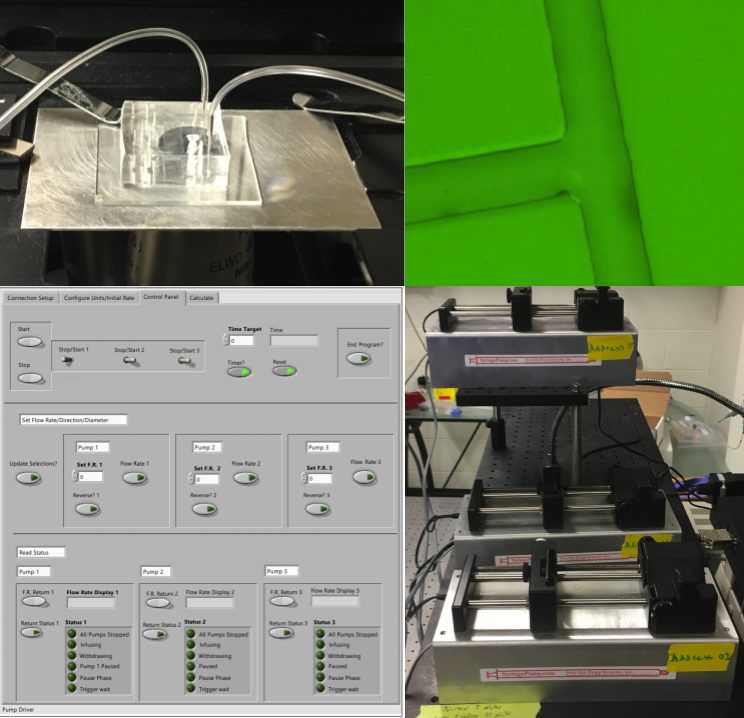 ELWD
Connection Setup
Configure Units/Initial Rate
Control Panel
Calculate
Start
Stop
Stop/Start 1
Stop/Start 2
Stop/Start 3
Time Target
Time
0
Timer?
Reset
End Program?
Set Flow Rate/Direction/Diameter
Update Selections?
Pump 1
Set F.R. 1
Flow Rate 1
0
Reverse? 1
Pump 2
Set F.R. 2
Flow Rate 2
0
Reverse? 2
Pump 3
Set F.R. 3
Flow. Rate 3
0
Reverse? 3
Read Status
Pump 1
F.R. Return 1
Flow Rate Display 1
Return Status 1
Status 1
All Pumps Stopped
Infusing
Withdrawing
Pump 1 Paused
Pause Phase
Trigger wait
Pump 2
F.R. Return 2
Flow Rate Display 2
Return Status 2
Status 2
All Pumps Stopped
Infusing
Withdrawing
Paused
Pause Phase
Trigger wait
Pump 3
F.R. Return 3
Flow Rate Display 3
Return Status 3
Status 3
All Pumps Stopped
Infusing
Withdrawing
Paused
Pause Phase
Trigger wait
Pump Driver
Address
SyringePump.com
Address 02
SyringePump.com